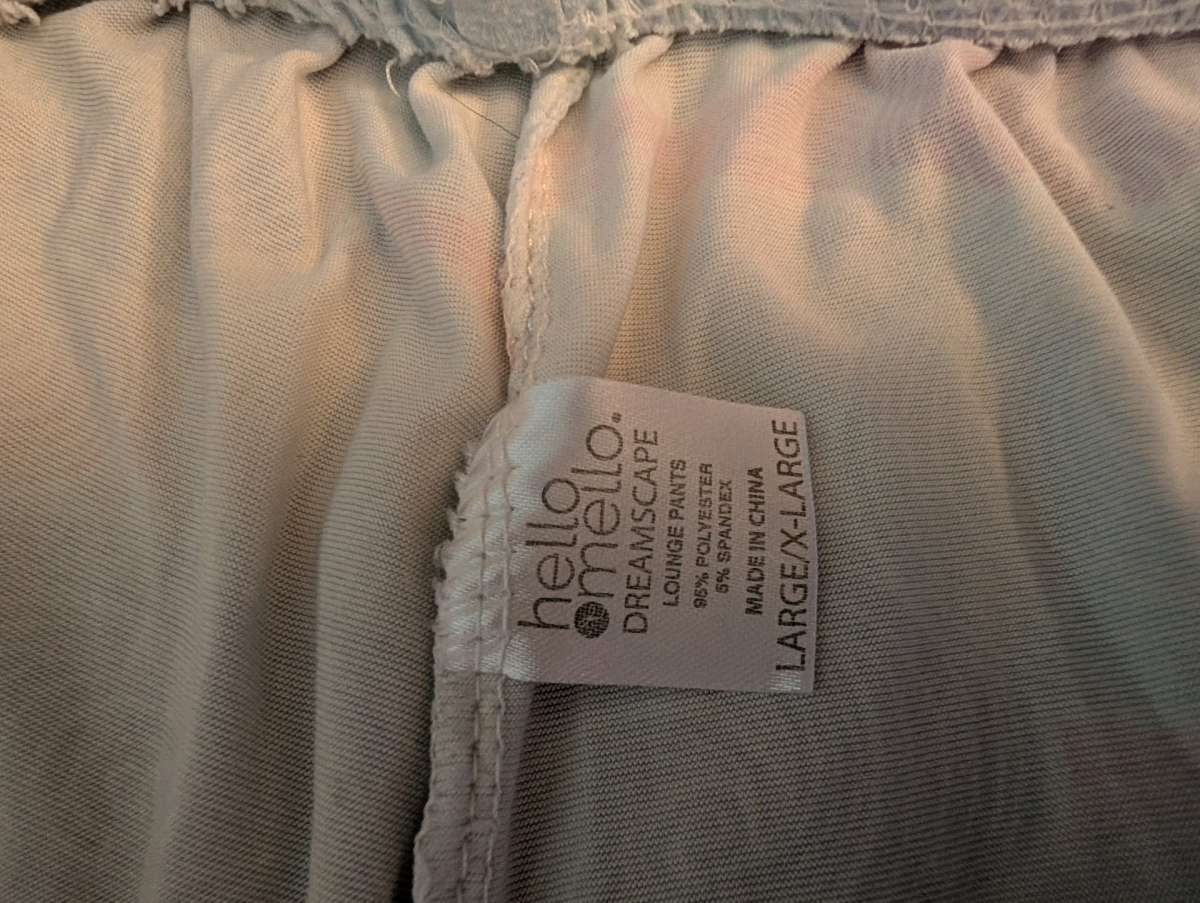 hello
mello®
DREAMSCAPE
LOUNGE PANTS
95% POLYESTER
5% SPANDEX
MADE IN CHINA
LARGE/X-LARGE